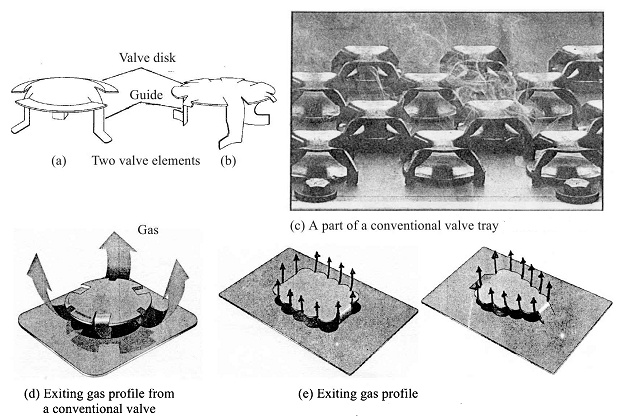 Valve disk
Guide
(a) Two valve elements (b)
(c) A part of a conventional valve tray
Gas
(d) Exiting gas profile from
a conventional valve
(e) Exiting gas profile